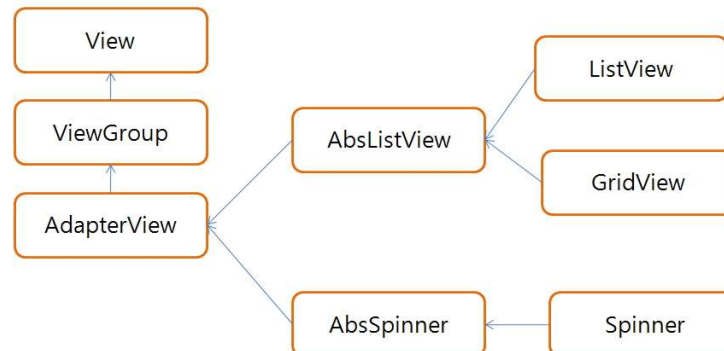 View
ListView
ViewGroup
AbsListView
GridView
AdapterView
AbsSpinner
Spinner